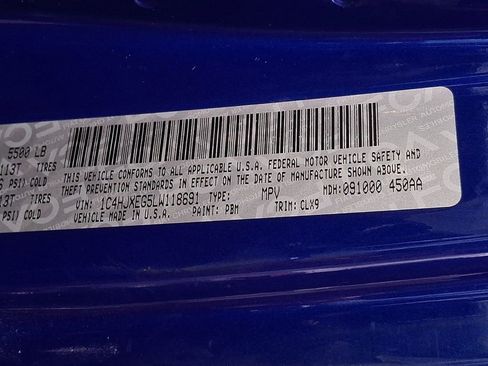 5500 LB
113T TIRES
PSI) COLD
13T TIRES
PSI) COLD
THIS VEHICLE CONFORMS TO ALL APPLICABLE U.S.A. FEDERAL MOTOR VEHICLE SAFETY AND
THEFT PREVENTION STANDARDS IN EFFECT ON THE DATE OF MANUFACTURE SHOWN ABOVE.
VIN: 1C4HJXEG5LW118691 TYPE: MPV MDH: 091000 450AA
VEHICLE MADE IN U.S.A. PAINT: PBM TRIM: CLX9